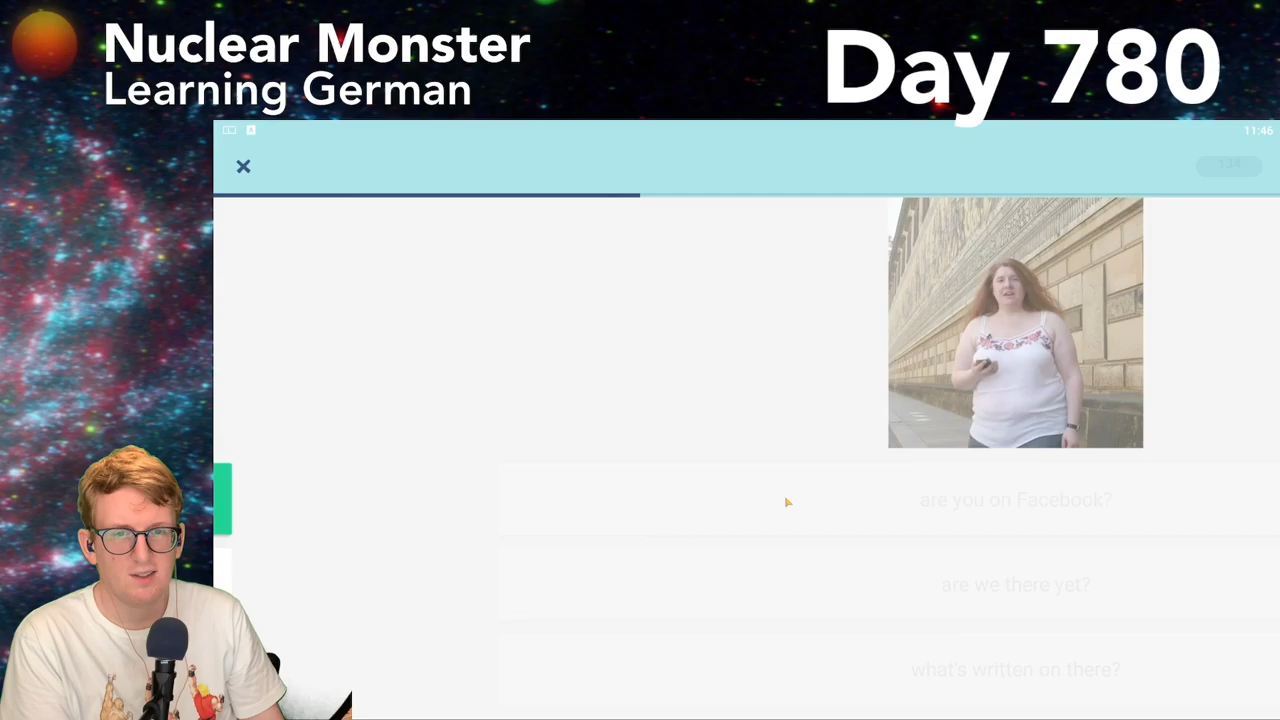 Nuclear Monster
Learning German
Day 780
A
11:46
are you on Facebook?
are we there yet?
what's written on there?